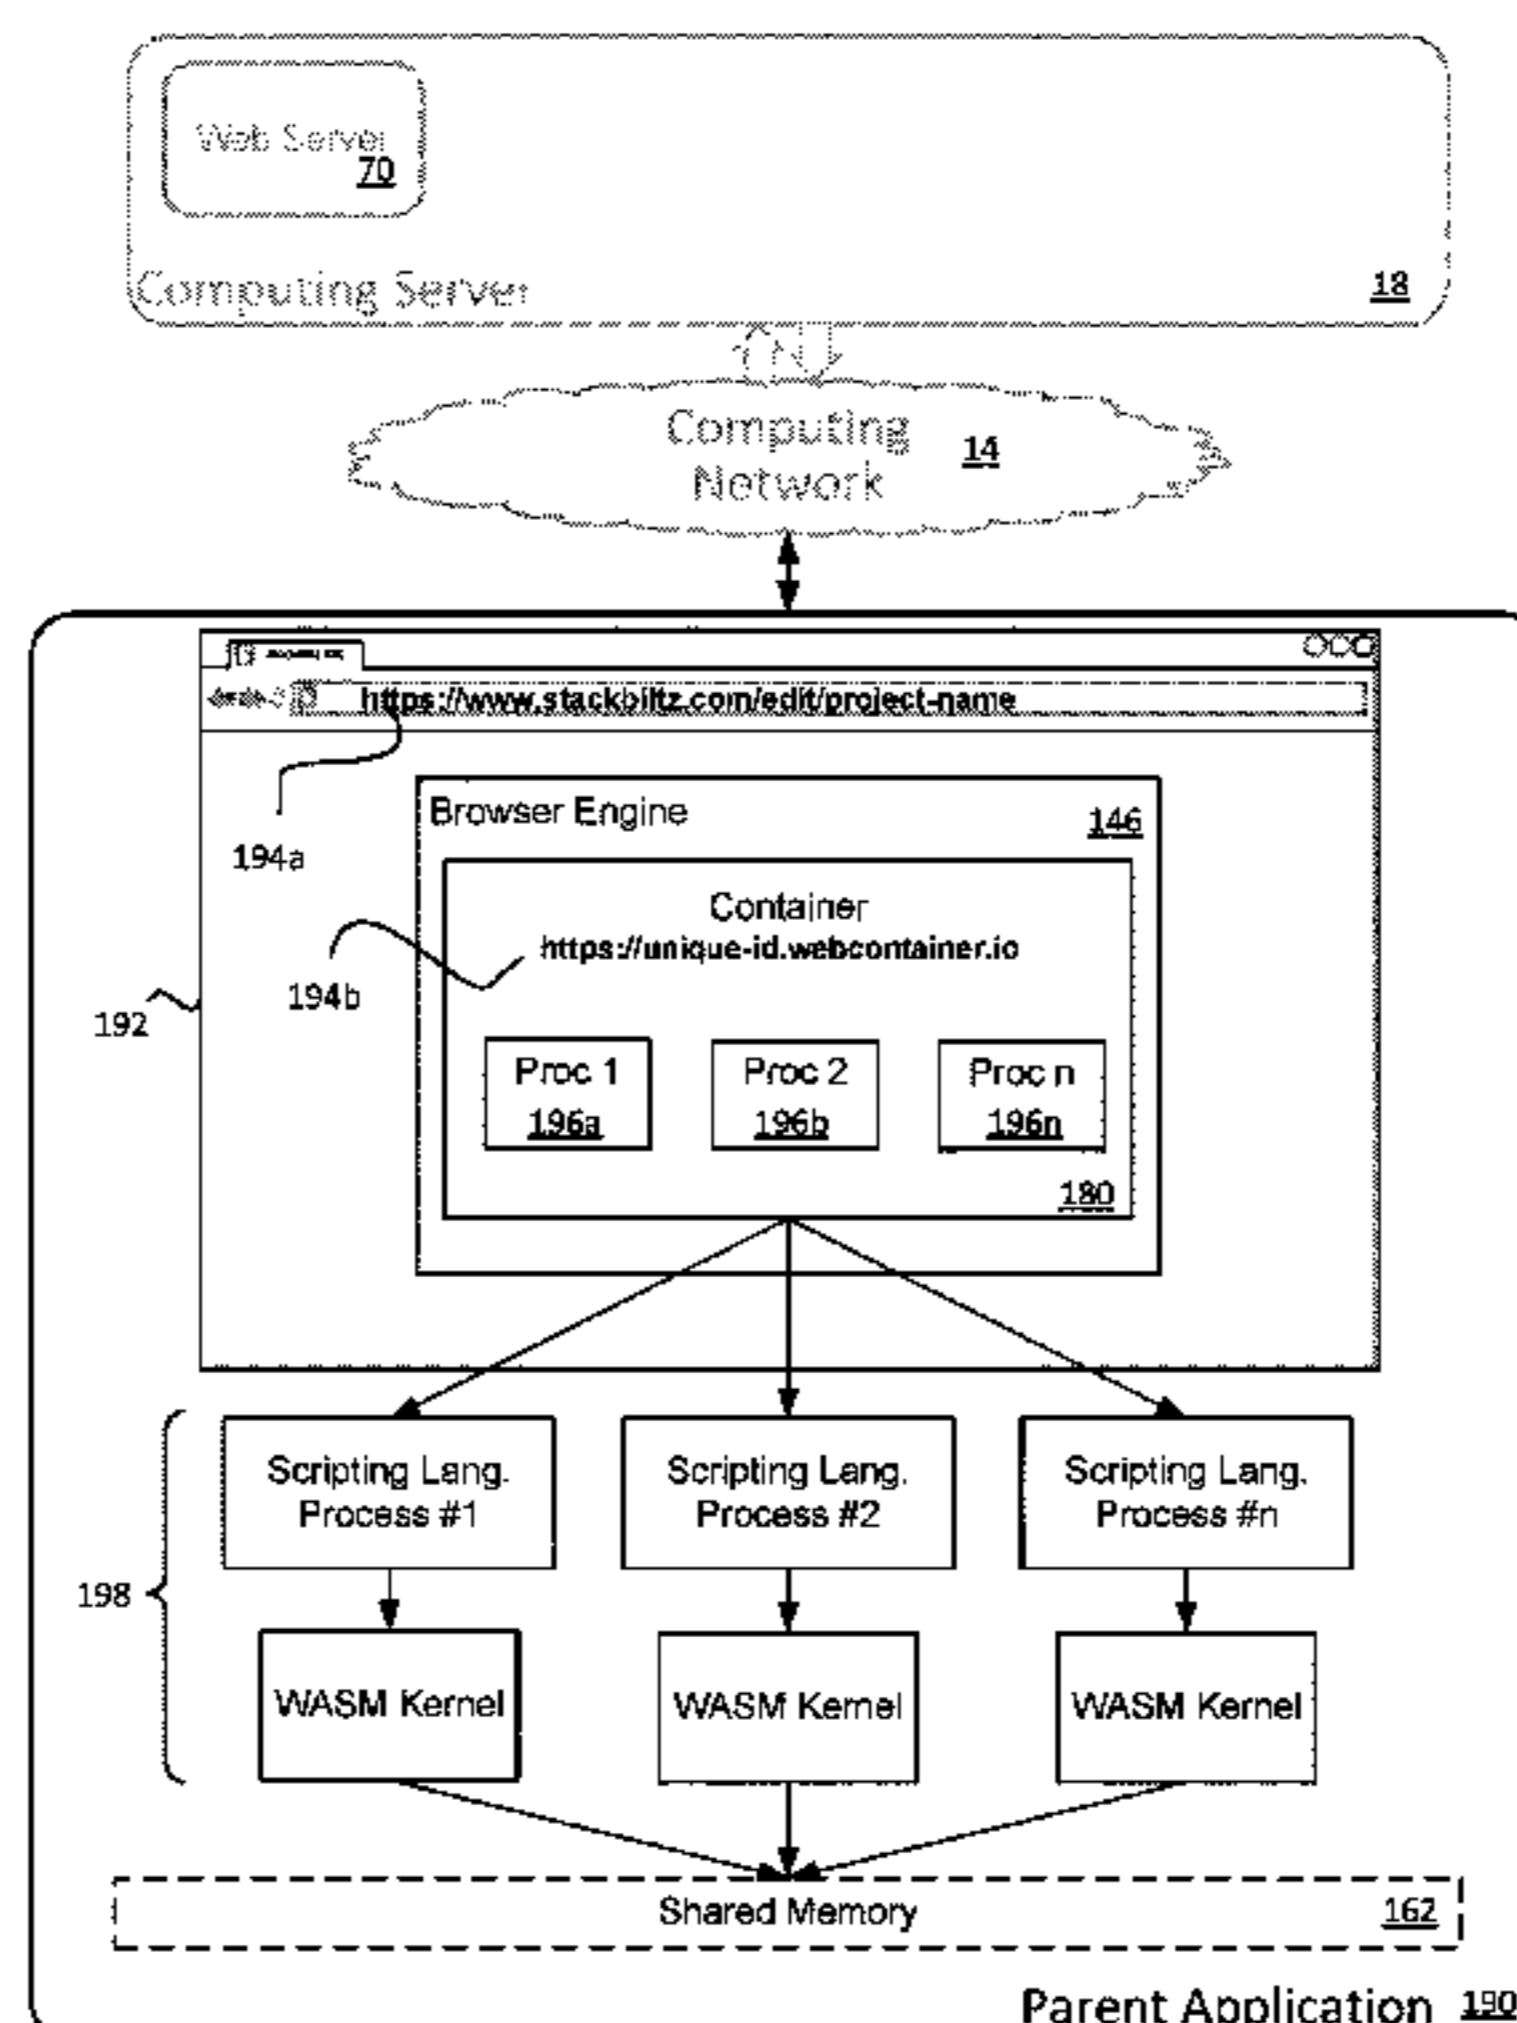 Web Server
70
Computing Server
18
Computing
Network
14
https://www.stackbiltz.com/edit/project-name
Browser Engine
146
194a
Container
https://unique-id.webcontainer.io
194b
192
Proc 1
196a
Proc 2
196b
Proc n
196n
180
Scripting Lang.
Process #1
Scripting Lang.
Process #2
Scripting Lang.
Process #n
198
WASM Kernel
WASM Kernel
WASM Kernel
Shared Memory
162
Parent Application 190